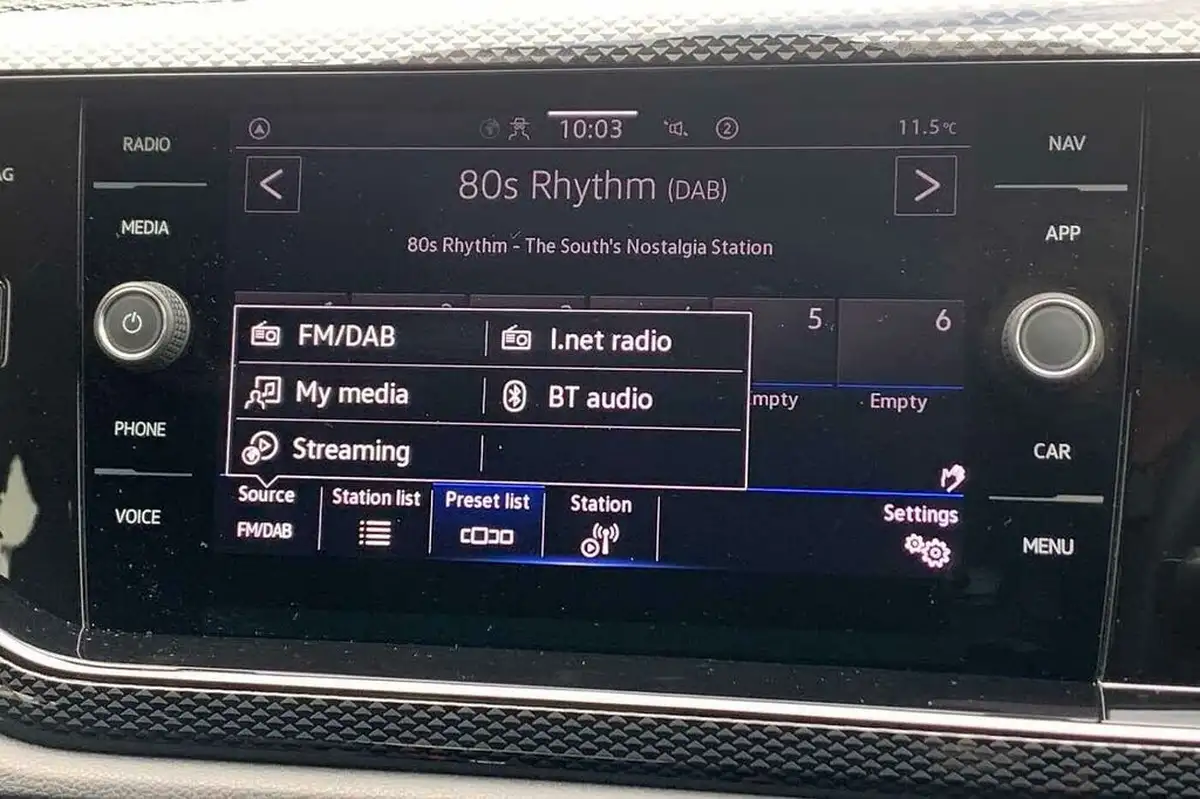 RADIO
10:03
2
11.5°C
NAV
AG
80s Rhythm (DAB)
MEDIA
APP
80s Rhythm - The South's Nostalgia Station
5
6
FM/DAB
I.net radio
My media
BT audio
Empty
Streaming
PHONE
CAR
Source
Station list
Preset list
Station
Settings
FM/DAB
VOICE
MENU